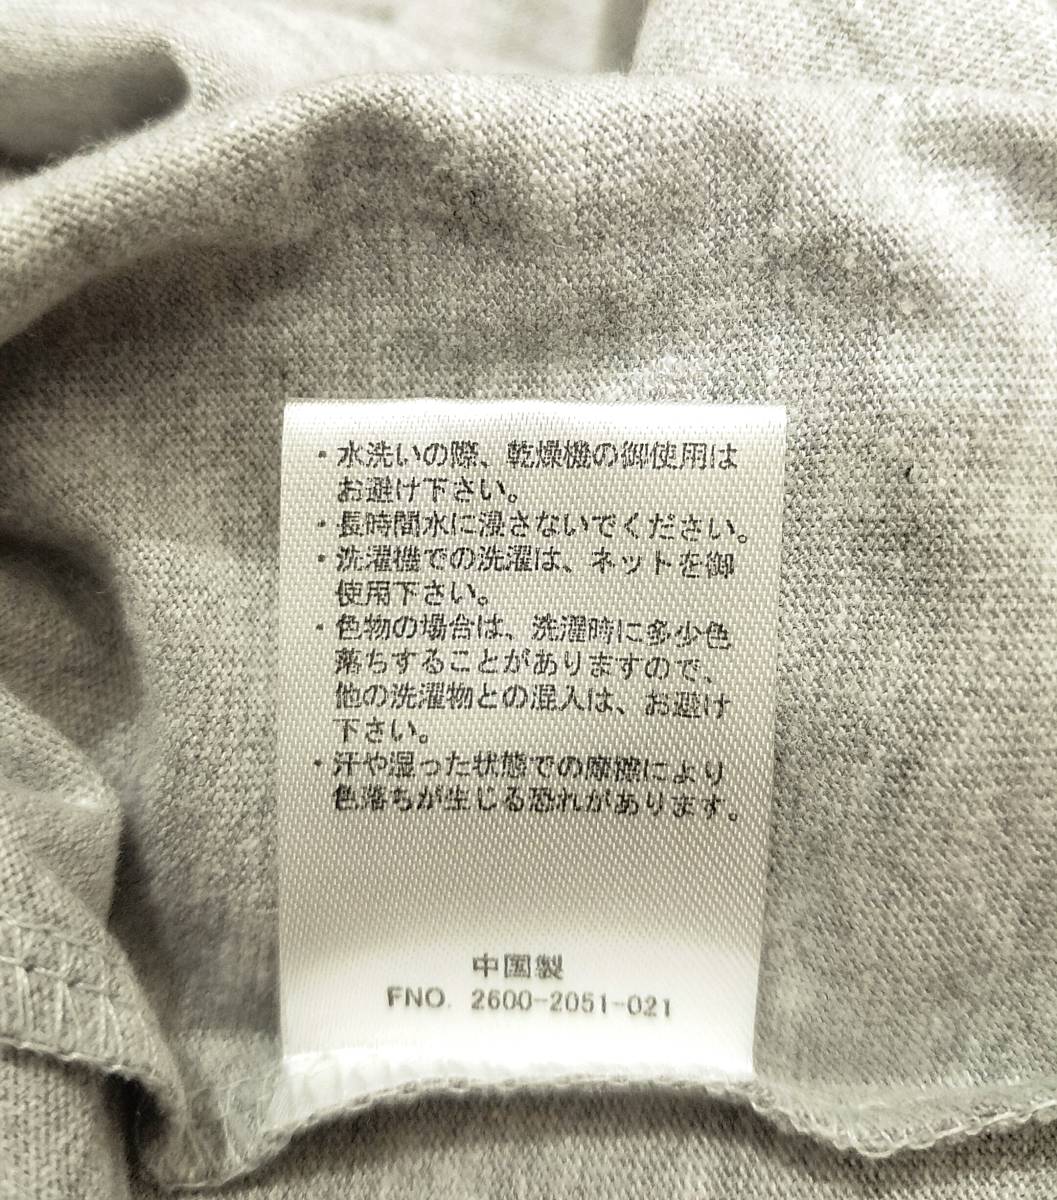 ・水洗いの際、乾燥機の御使用は
お避け下さい。
・長時間水に浸さないでください。
・洗濯機での洗濯は、ネットを御
使用下さい。
・色物の場合は、洗濯時に多少色
落ちすることがありますので、
他の洗濯物との混入は、お避け
下さい。
・汗や湿った状態での摩擦により
色落ちが生じる恐れがあります。
中国製
FNO. 2600-2051-021